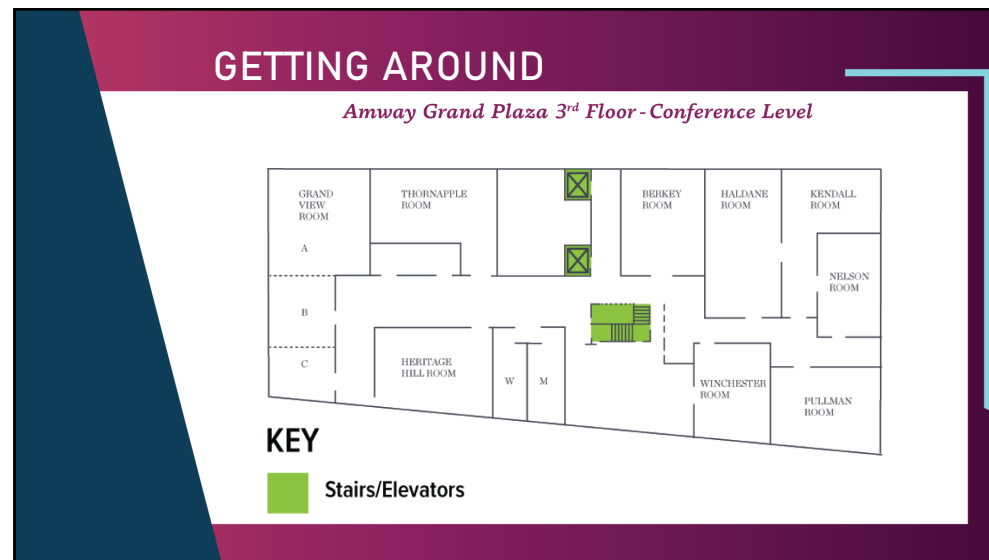 GETTING AROUND
Amway Grand Plaza 3rd Floor - Conference Level
GRAND
VIEW
ROOM
A
B
C
THORNAPPLE
ROOM
BERKEY
ROOM
HALDANE
ROOM
KENDALL
ROOM
NELSON
ROOM
HERITAGE
HILL ROOM
W
M
WINCHESTER
ROOM
PULLMAN
ROOM
KEY
Stairs/Elevators